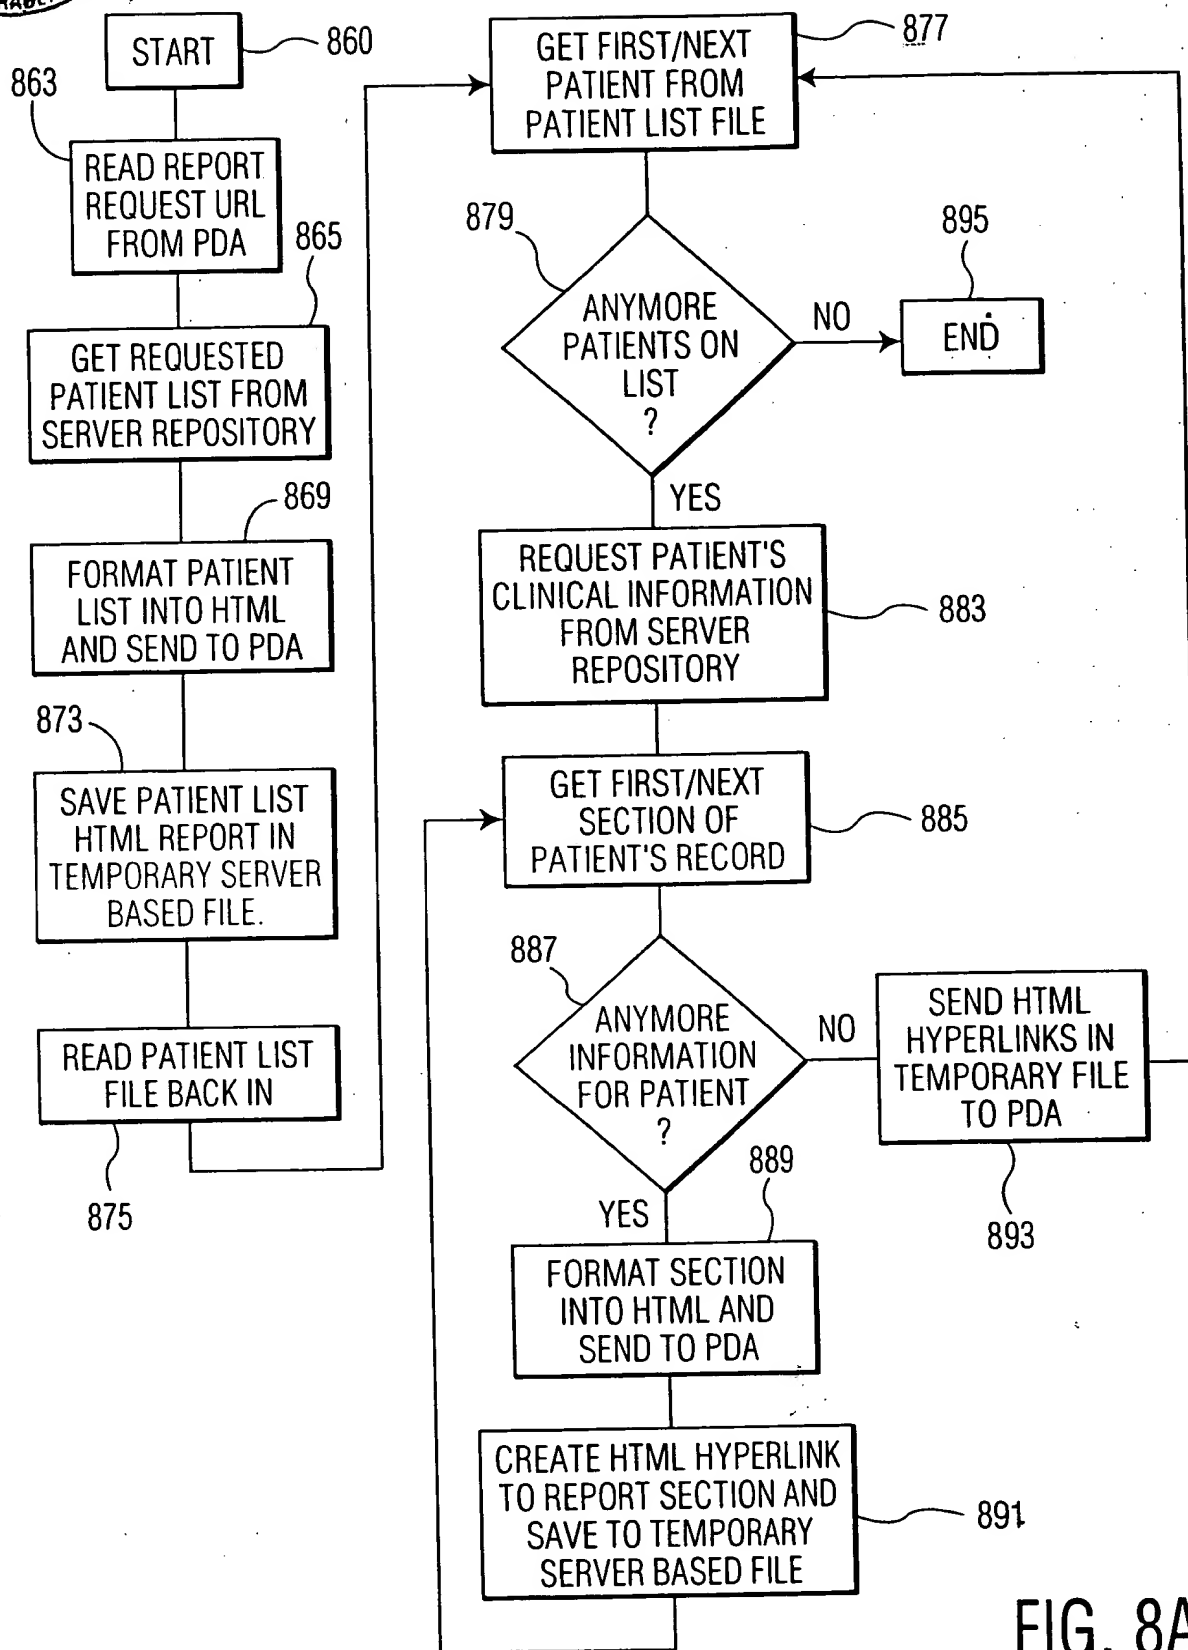 START
860
863
READ REPORT
REQUEST URL
FROM PDA
865
GET REQUESTED
PATIENT LIST FROM
SERVER REPOSITORY
869
FORMAT PATIENT
LIST INTO HTML
AND SEND TO PDA
873
SAVE PATIENT LIST
HTML REPORT IN
TEMPORARY SERVER
BASED FILE.
READ PATIENT LIST
FILE BACK IN
875
GET FIRST/NEXT
PATIENT FROM
PATIENT LIST FILE
877
879
ANYMORE
PATIENTS ON
LIST
?
NO
895
END
YES
REQUEST PATIENT'S
CLINICAL INFORMATION
FROM SERVER
REPOSITORY
883
GET FIRST/NEXT
SECTION OF
PATIENT'S RECORD
885
887
ANYMORE
INFORMATION
FOR PATIENT
?
NO
SEND HTML
HYPERLINKS IN
TEMPORARY FILE
TO PDA
893
YES
889
FORMAT SECTION
INTO HTML AND
SEND TO PDA
CREATE HTML HYPERLINK
TO REPORT SECTION AND
SAVE TO TEMPORARY
SERVER BASED FILE
891
FIG. 8A